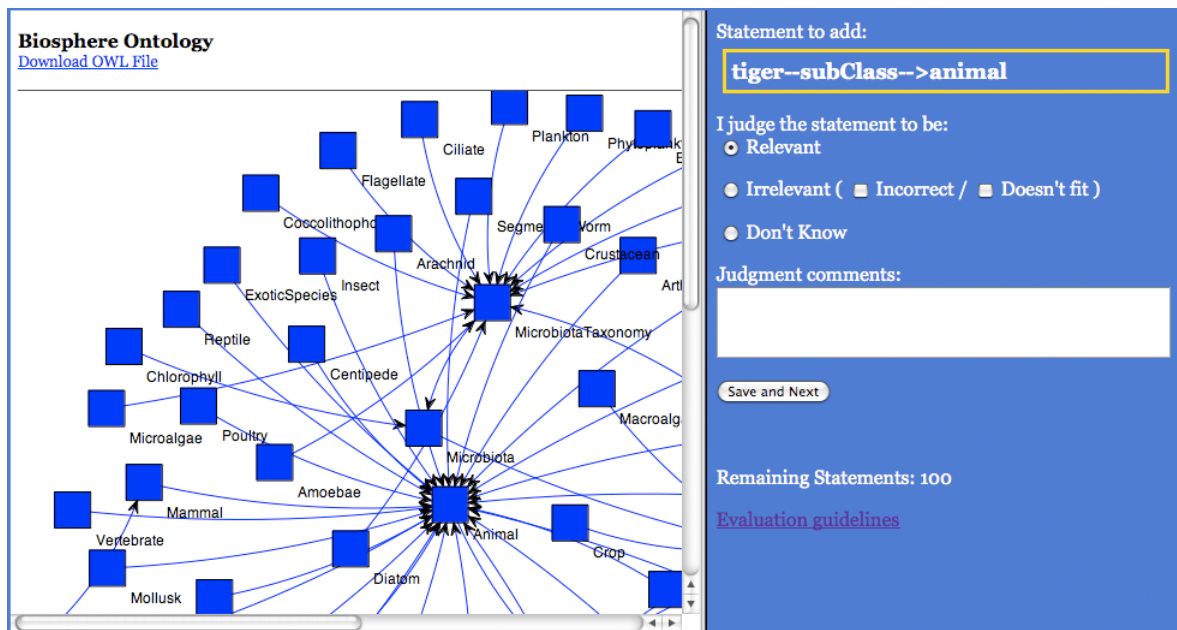 Biosphere Ontology
Download OWL File
Plankton
Ciliate
Flagellate
Coccolithopho
Segme
Worm
Crustacean
Arachnid
Insect
ExoticSpecies
MicrobiotaTaxonomy
Reptile
Centipede
Chlorophyll
Macroalg
Microalgae
Poultry
Microbiota
Amoebae
Mammal
Animal
Vertebrate
Crop
Diatom
Mollusk
Statement to add:
tiger--subClass-->animal
I judge the statement to be:
Relevant
Irrelevant ( Incorrect / Doesn't fit )
Don't Know
Judgment comments:
Save and Next
Remaining Statements: 100
Evaluation guidelines